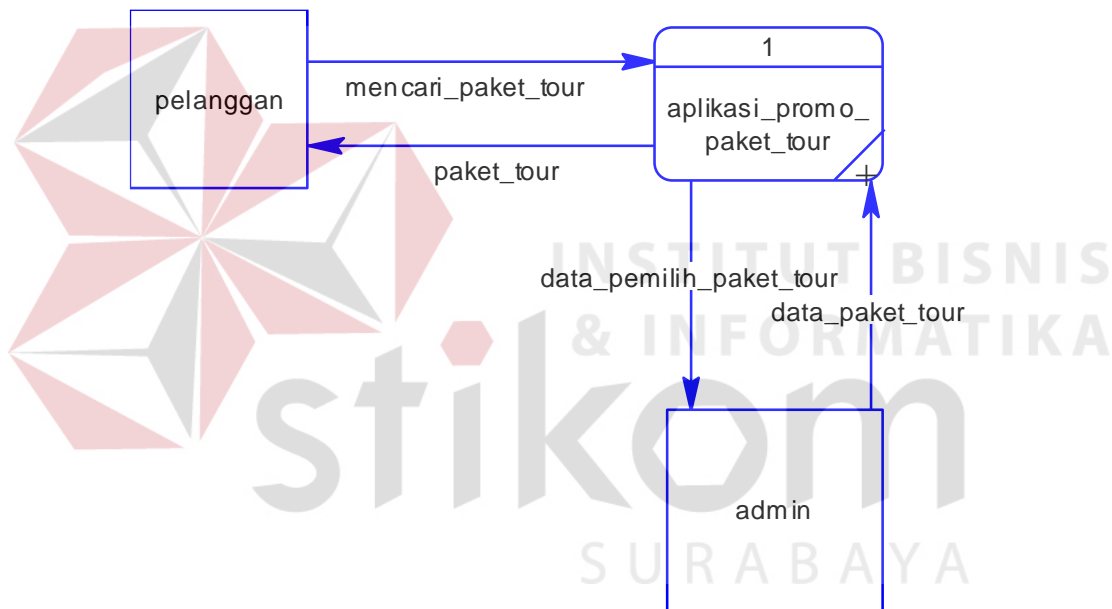 1
pelanggan
mencari_paket_tour
aplikasi_promo_
paket_tour
paket_tour
INSTITUT BISNIS
data_pemilih_paket_tour
data_paket_tour
& INFORMATIKA
stikom
admin
SURABAYA